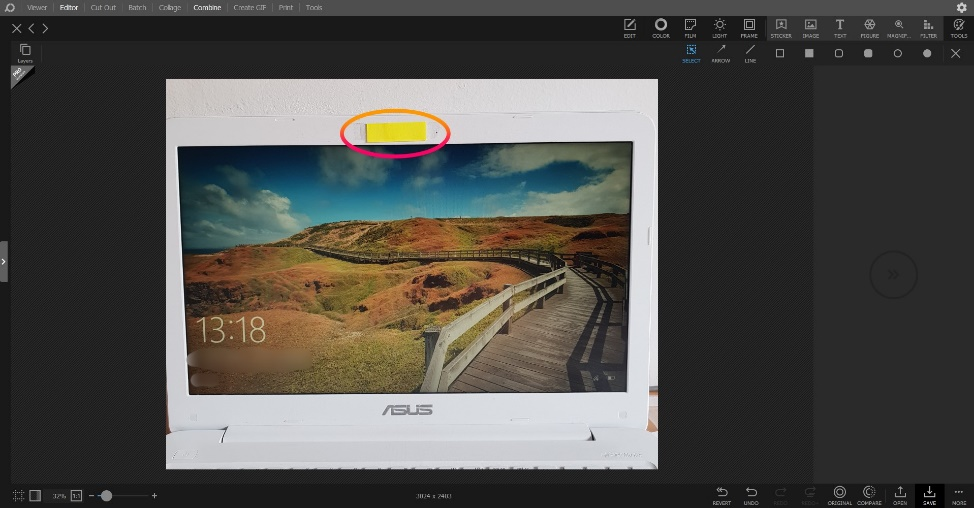 Viewer Editor Cut Out Batch Collage Combine Create GIF Print Tools
EDIT COLOR FILM LIGHT FRAME STICKER IMAGE TEXT FIGURE MAGNIF... FILTER TOOLS
Layers
SELECT ARROW LINE
PRO
13:18
ASUS
32% 1:1 3024 x 2403
REVERT UNDO ORIGINAL COMPARE OPEN SAVE MORE